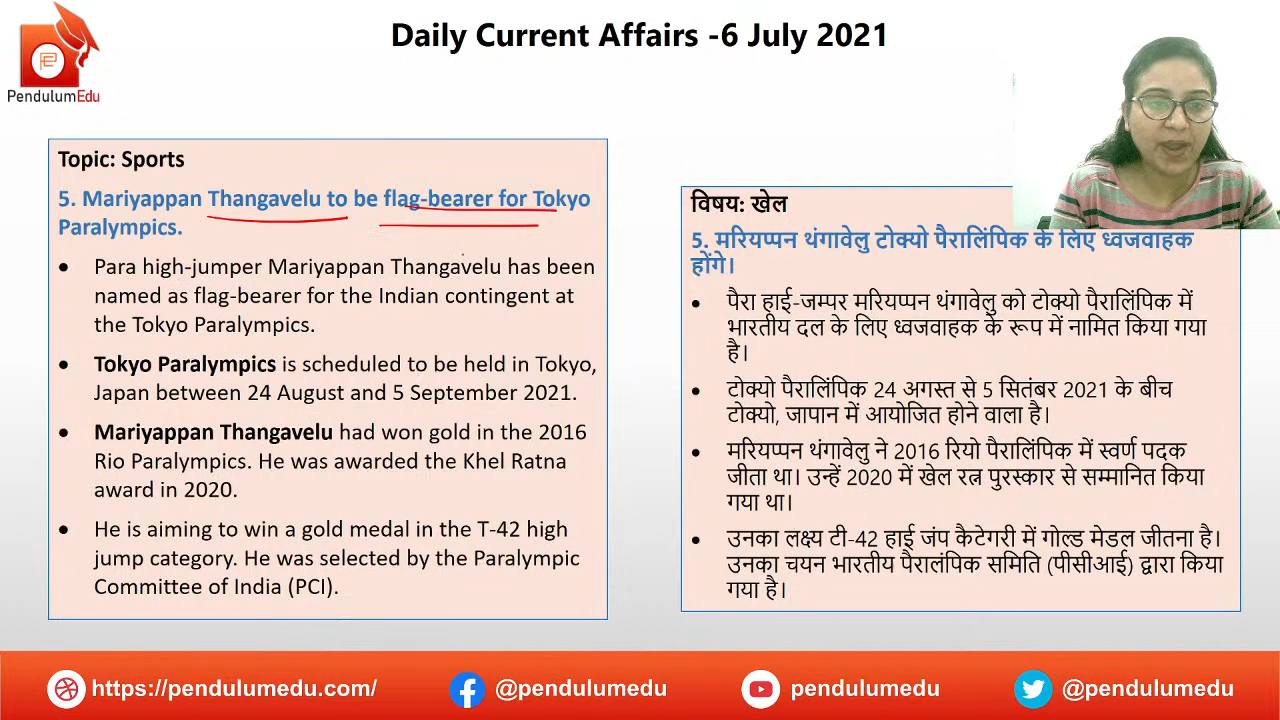 Daily Current Affairs -6 July 2021
PendulumEdu
Topic: Sports
5. Mariyappan Thangavelu to be flag-bearer for Tokyo
Paralympics.
• Para high-jumper Mariyappan Thangavelu has been
named as flag-bearer for the Indian contingent at
the Tokyo Paralympics.
• Tokyo Paralympics is scheduled to be held in Tokyo,
Japan between 24 August and 5 September 2021.
• Mariyappan Thangavelu had won gold in the 2016
Rio Paralympics. He was awarded the Khel Ratna
award in 2020.
• He is aiming to win a gold medal in the T-42 high
jump category. He was selected by the Paralympic
Committee of India (PCI).
विषय: खेल
5. मरियप्पन थंगावेलु टोक्यो पैरालिंपिक के लिए ध्वजवाहक
होंगे।
• पैरा हाई-जम्पर मरियप्पन थंगावेलु को टोक्यो पैरालिंपिक में
भारतीय दल के लिए ध्वजवाहक के रूप में नामित किया गया
है।
• टोक्यो पैरालिंपिक 24 अगस्त से 5 सितंबर 2021 के बीच
टोक्यो, जापान में आयोजित होने वाला है।
• मरियप्पन थंगावेलु ने 2016 रियो पैरालिंपिक में स्वर्ण पदक
जीता था। उन्हें 2020 में खेल रत्न पुरस्कार से सम्मानित किया
गया था।
• उनका लक्ष्य टी-42 हाई जंप कैटेगरी में गोल्ड मेडल जीतना है।
उनका चयन भारतीय पैरालंपिक समिति (पीसीआई) द्वारा किया
गया है।
https://pendulumedu.com/
@pendulumedu
pendulumedu
@pendulumedu